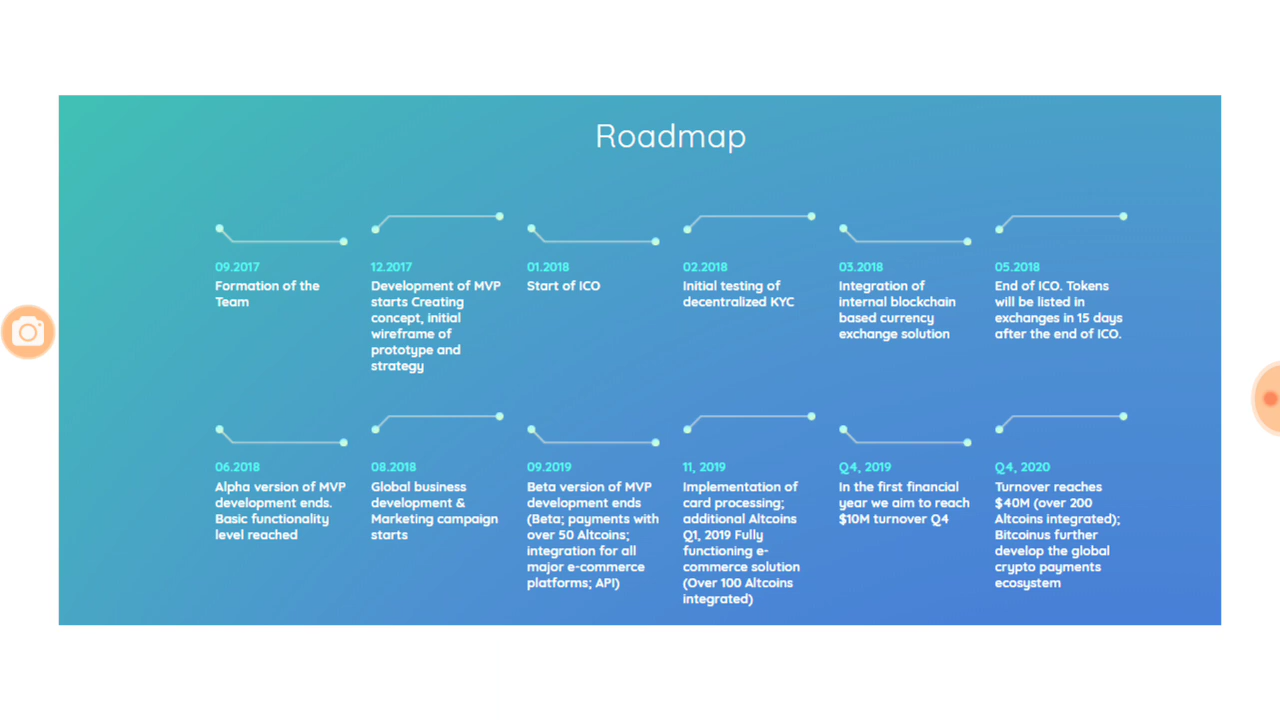 Roadmap
09.2017
Formation of the
Team
12.2017
Development of MVP
starts Creating
concept, initial
wireframe of
prototype and
strategy
01.2018
Start of ICO
02.2018
Initial testing of
decentralized KYC
03.2018
Integration of
internal blockchain
based currency
exchange solution
05.2018
End of ICO. Tokens
will be listed in
exchanges in 15 days
after the end of ICO.
06.2018
Alpha version of MVP
development ends.
Basic functionality
level reached
08.2018
Global business
development &
Marketing campaign
starts
09.2019
Beta version of MVP
development ends
(Beta; payments with
over 50 Altcoins;
integration for all
major e-commerce
platforms; API)
11, 2019
Implementation of
card processing;
additional Altcoins
Q1, 2019 Fully
functioning e-
commerce solution
(Over 100 Altcoins
integrated)
Q4, 2019
In the first financial
year we aim to reach
$10M turnover Q4
Q4, 2020
Turnover reaches
$40M (over 200
Altcoins integrated);
Bitcoinus further
develop the global
crypto payments
ecosystem